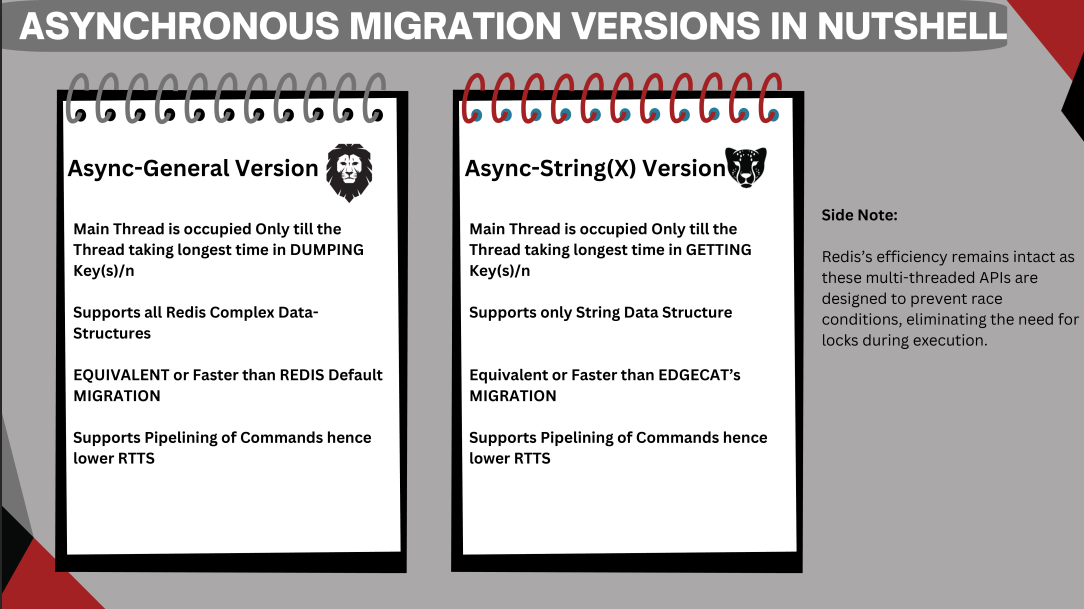 ASYNCHRONOUS MIGRATION VERSIONS IN NUTSHELL
Async-General Version
Main Thread is occupied Only till the
Thread taking longest time in DUMPING
Key(s)/n
Supports all Redis Complex Data-
Structures
EQUIVALENT or Faster than REDIS Default
MIGRATION
Supports Pipelining of Commands hence
lower RTTS
Async-String(X) Version
Main Thread is occupied Only till the
Thread taking longest time in GETTING
Key(s)/n
Supports only String Data Structure
Equivalent or Faster than EDGECAT’s
MIGRATION
Supports Pipelining of Commands hence
lower RTTS
Side Note:
Redis’s efficiency remains intact as
these multi-threaded APIs are
designed to prevent race
conditions, eliminating the need for
locks during execution.